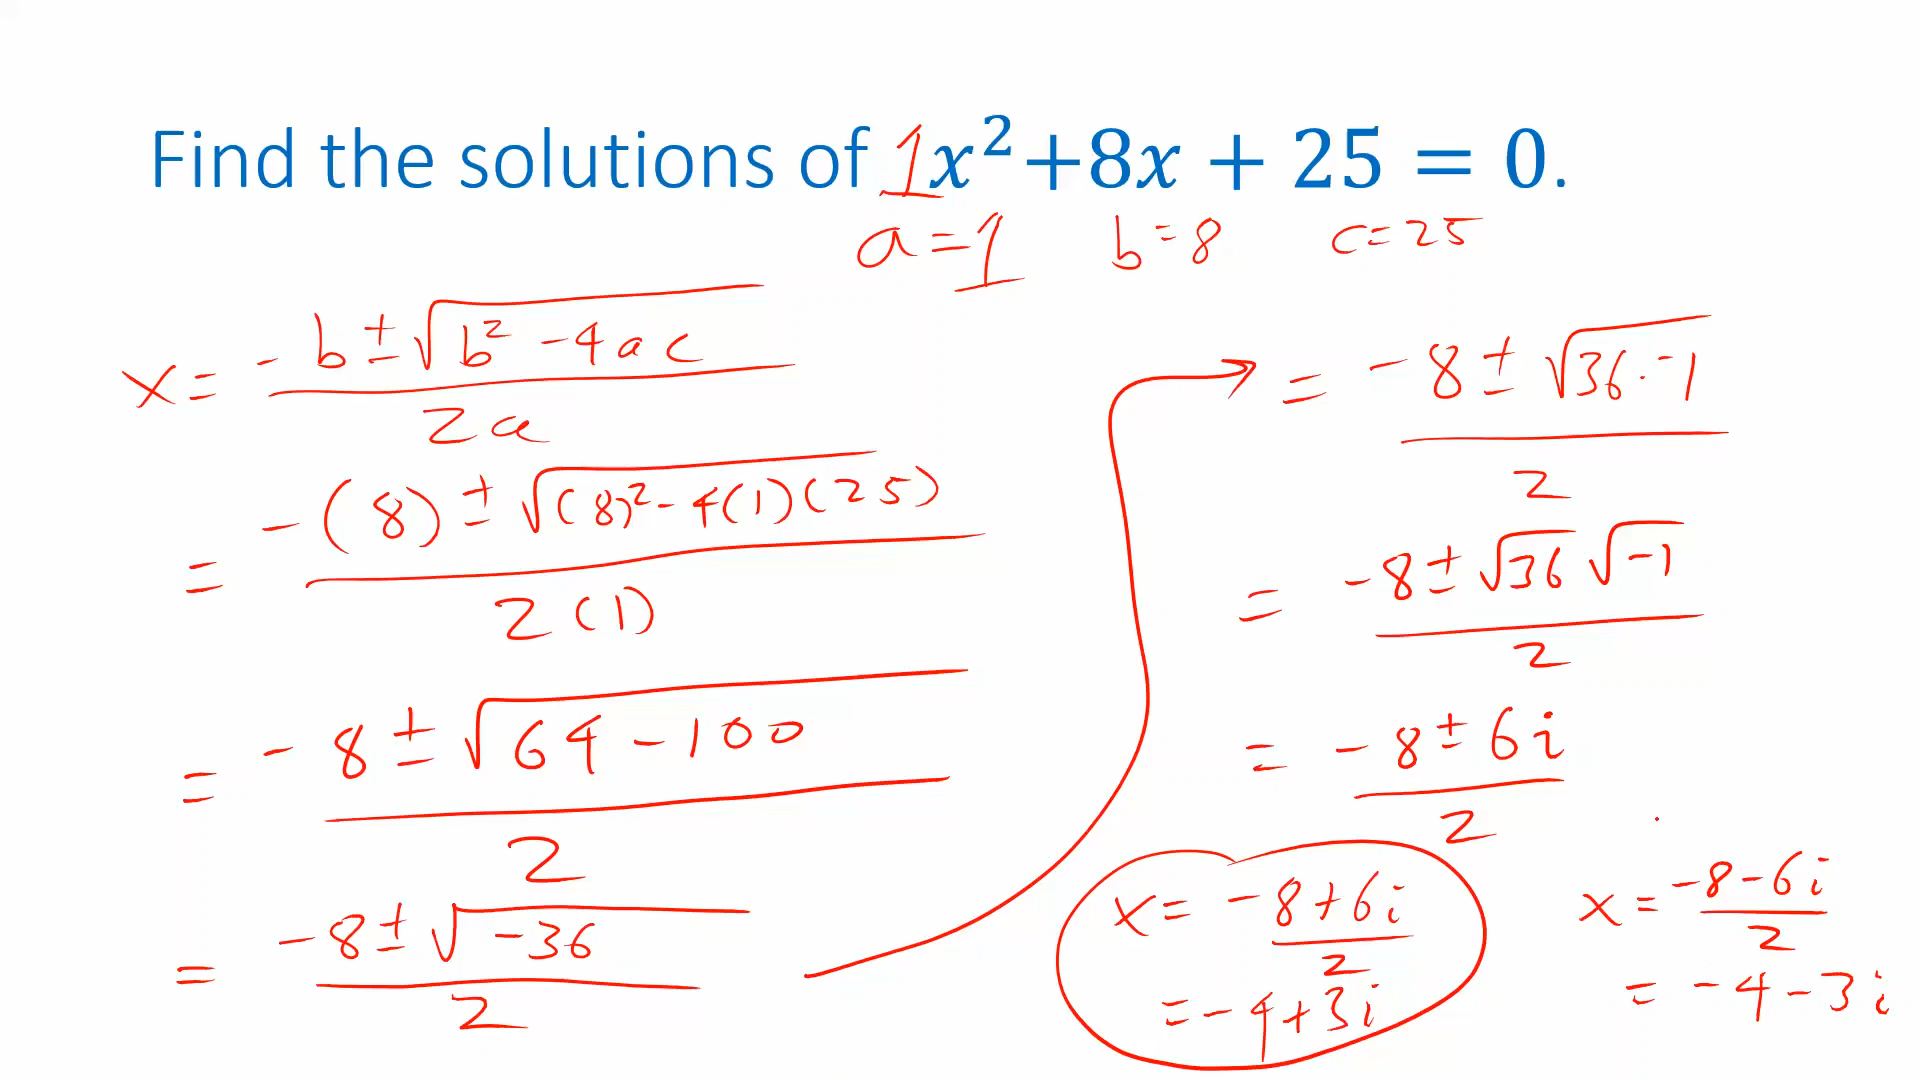 Find the solutions of 1x²+8x + 25 = 0.
a=1 b=8 c=25
x = (-b ± √(b² - 4ac)) / 2a
= (-(8) ± √((8)² - 4(1)(25))) / 2(1)
= (-8 ± √(64 - 100)) / 2
= (-8 ± √(-36)) / 2
= (-8 ± √(36 · -1)) / 2
= (-8 ± √36 √-1) / 2
= (-8 ± 6i) / 2
x = (-8 + 6i) / 2
= -4 + 3i
x = (-8 - 6i) / 2
= -4 - 3i